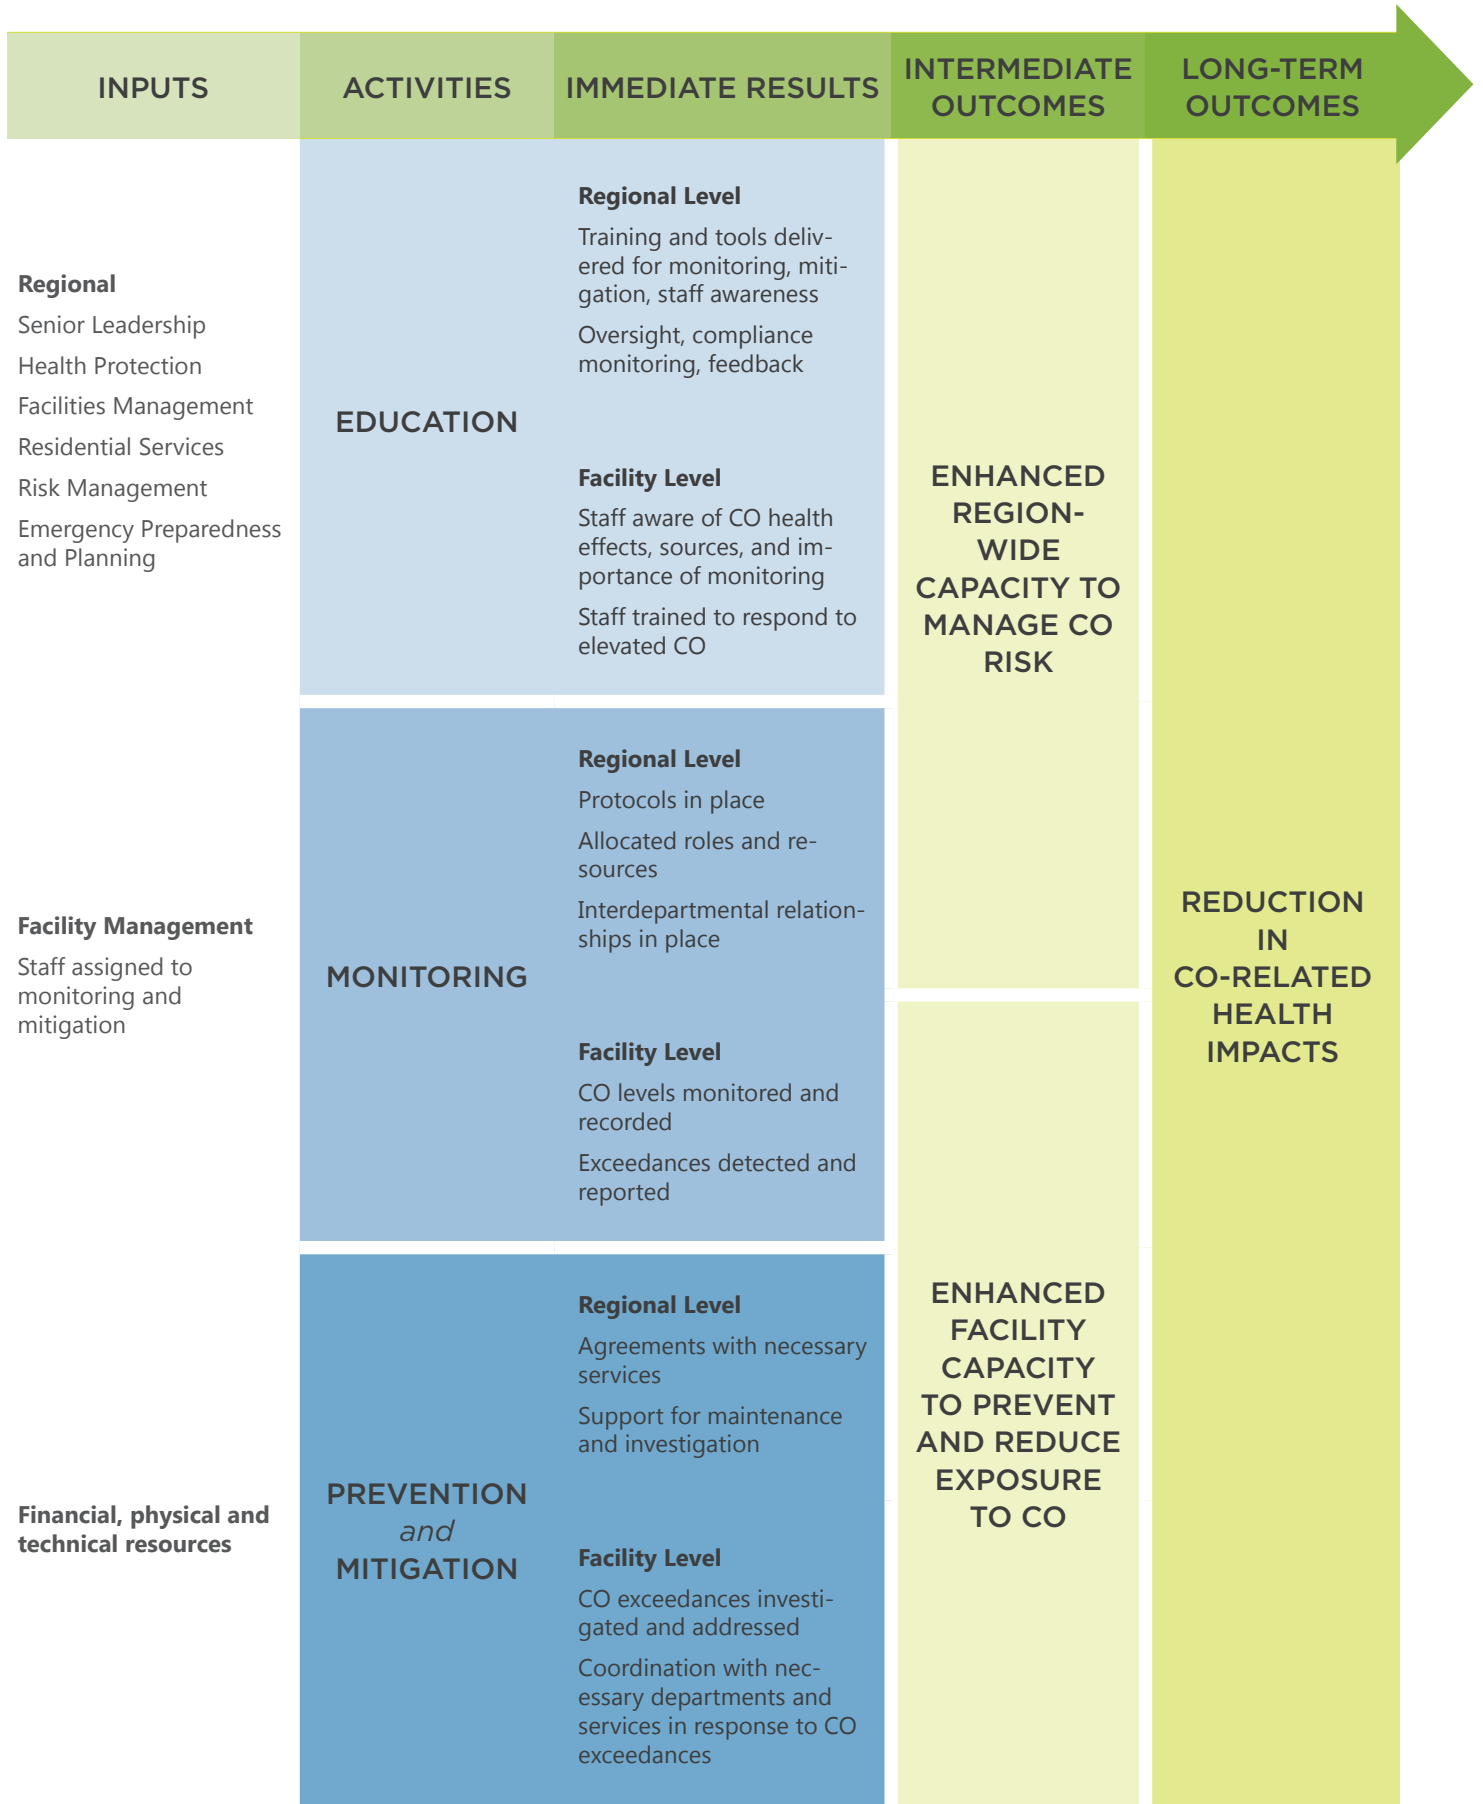 INPUTS
ACTIVITIES
IMMEDIATE RESULTS
INTERMEDIATE
OUTCOMES
LONG-TERM
OUTCOMES
Regional
Senior Leadership
Health Protection
Facilities Management
Residential Services
Risk Management
Emergency Preparedness
and Planning
Facility Management
Staff assigned to
monitoring and
mitigation
Financial, physical and
technical resources
EDUCATION
Regional Level
Training and tools deliv-
ered for monitoring, miti-
gation, staff awareness
Oversight, compliance
monitoring, feedback
Facility Level
Staff aware of CO health
effects, sources, and im-
portance of monitoring
Staff trained to respond to
elevated CO
MONITORING
Regional Level
Protocols in place
Allocated roles and re-
sources
Interdepartmental relation-
ships in place
Facility Level
CO levels monitored and
recorded
Exceedances detected and
reported
PREVENTION
and
MITIGATION
Regional Level
Agreements with necessary
services
Support for maintenance
and investigation
Facility Level
CO exceedances investi-
gated and addressed
Coordination with nec-
essary departments and
services in response to CO
exceedances
ENHANCED
REGION-
WIDE
CAPACITY TO
MANAGE CO
RISK
ENHANCED
FACILITY
CAPACITY
TO PREVENT
AND REDUCE
EXPOSURE
TO CO
REDUCTION
IN
CO-RELATED
HEALTH
IMPACTS